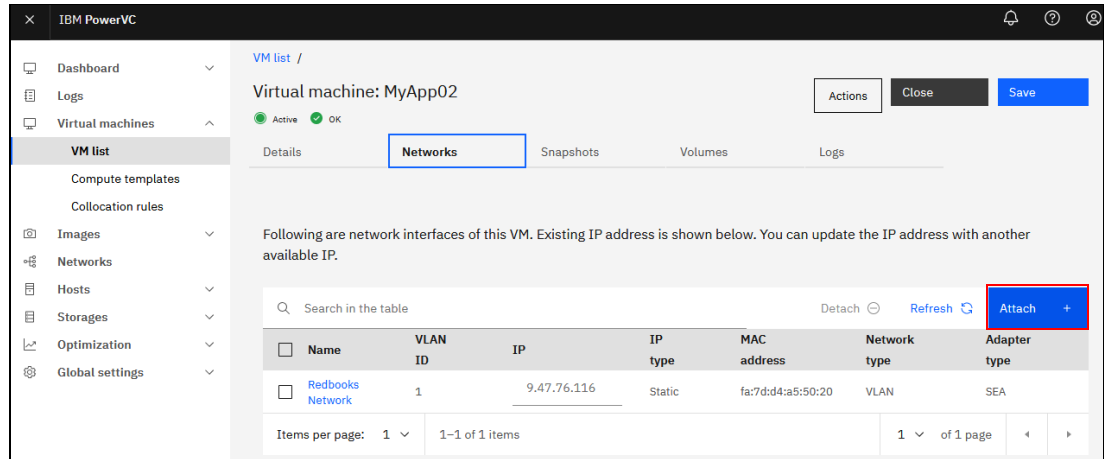 IBM PowerVC
Dashboard
Logs
Virtual machines
VM list
Compute templates
Collocation rules
Images
Networks
Hosts
Storages
Optimization
Global settings
VM list /
Virtual machine: MyApp02
Actions
Close
Save
Active OK
Details Networks Snapshots Volumes Logs
Following are network interfaces of this VM. Existing IP address is shown below. You can update the IP address with another
available IP.
Search in the table Detach Refresh Attach +
Name VLAN ID IP IP type MAC address Network type Adapter type
Redbooks Network 1 9.47.76.116 Static fa:7d:d4:a5:50:20 VLAN SEA
Items per page: 1 1–1 of 1 items 1 of 1 page